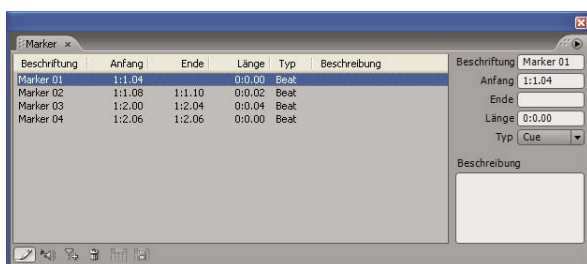 Marker ×
Beschriftung Anfang Ende Länge Typ Beschreibung
Marker 01 1:1.04 0:0.00 Beat
Marker 02 1:1.08 1:1.10 0:0.02 Beat
Marker 03 1:2.00 1:2.04 0:0.04 Beat
Marker 04 1:2.06 1:2.06 0:0.00 Beat
Beschriftung Marker 01
Anfang 1:1.04
Ende
Länge 0:0.00
Typ Cue
Beschreibung